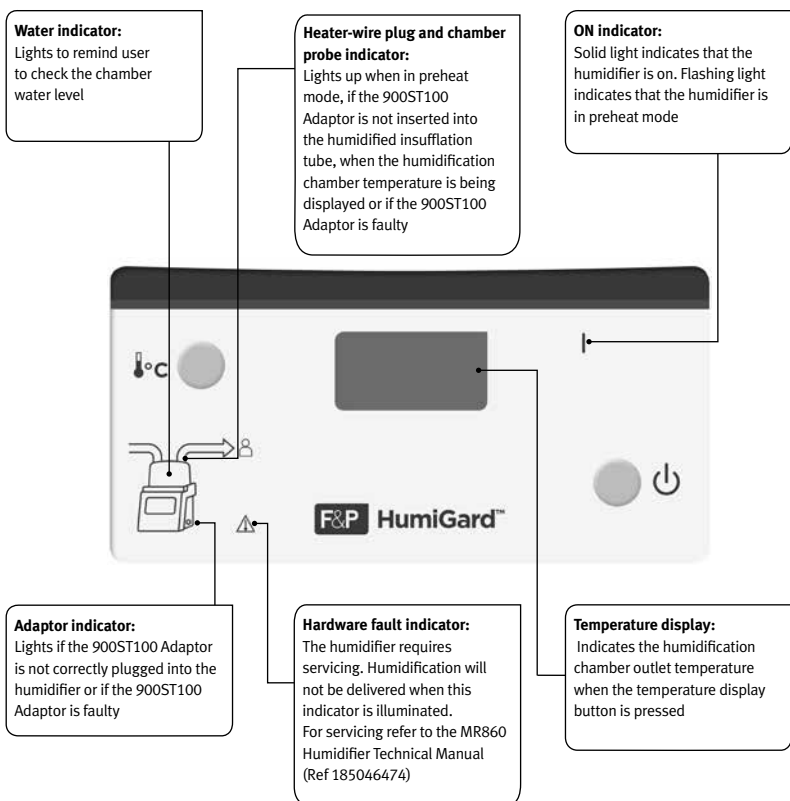 Water indicator:
Lights to remind user
to check the chamber
water level
Heater-wire plug and chamber
probe indicator:
Lights up when in preheat
mode, if the 900ST100
Adaptor is not inserted into
the humidified insufflation
tube, when the humidification
chamber temperature is being
displayed or if the 900ST100
Adaptor is faulty
ON indicator:
Solid light indicates that the
humidifier is on. Flashing light
indicates that the humidifier is
in preheat mode
°C
F&P HumiGard™
Adaptor indicator:
Lights if the 900ST100 Adaptor
is not correctly plugged into the
humidifier or if the 900ST100
Adaptor is faulty
Hardware fault indicator:
The humidifier requires
servicing. Humidification will
not be delivered when this
indicator is illuminated.
For servicing refer to the MR860
Humidifier Technical Manual
(Ref 185046474)
Temperature display:
Indicates the humidification
chamber outlet temperature
when the temperature display
button is pressed